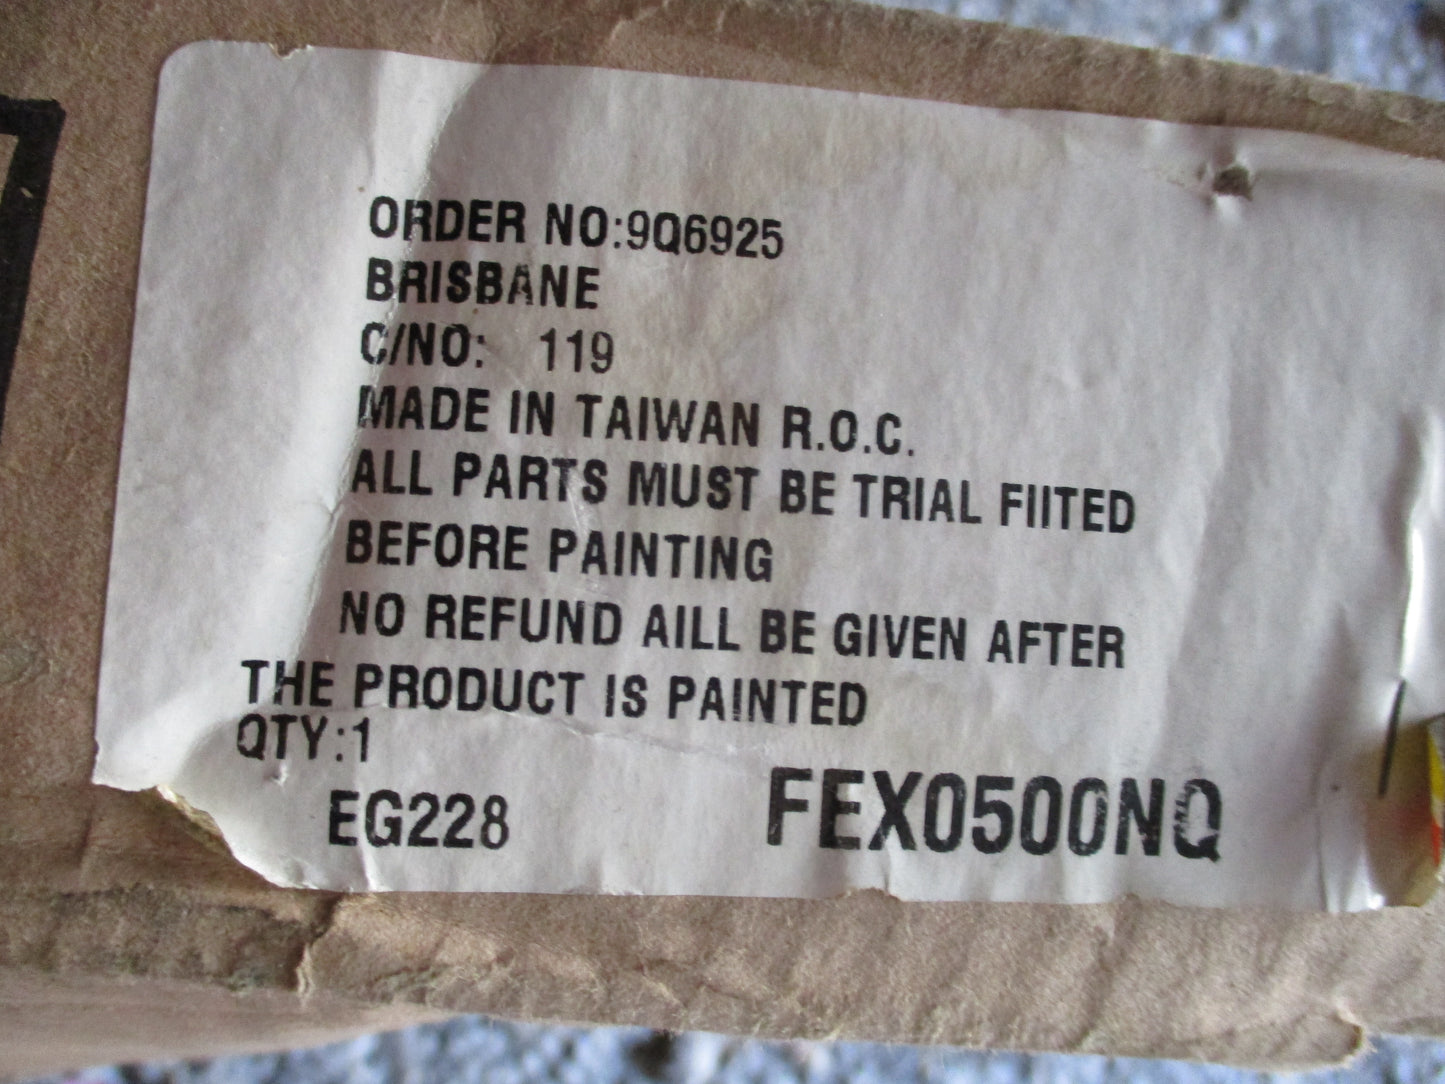 ORDER NO:9Q6925
BRISBANE
C/NO: 119
MADE IN TAIWAN R.O.C.
ALL PARTS MUST BE TRIAL FIITED
BEFORE PAINTING
NO REFUND AILL BE GIVEN AFTER
THE PRODUCT IS PAINTED
QTY:1
EG228 FEX0500NQ